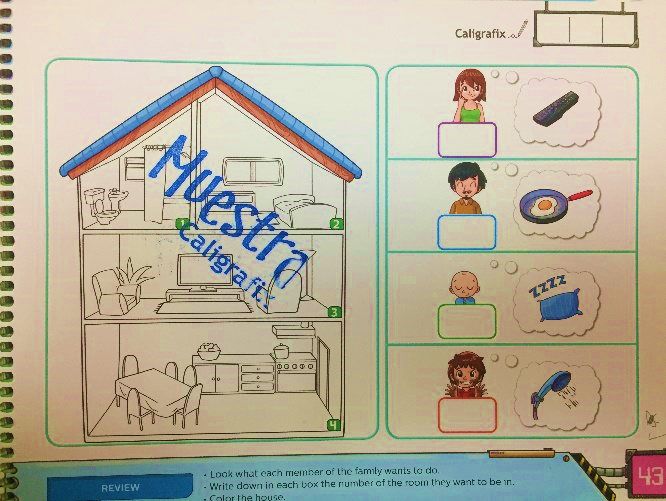 Caligrafix
Muestra
Caligrafix
1
2
3
4
ZZZZ
REVIEW
- Look what each member of the family wants to do.
- Write down in each box the number of the room they want to be in.
- Color the house.
43